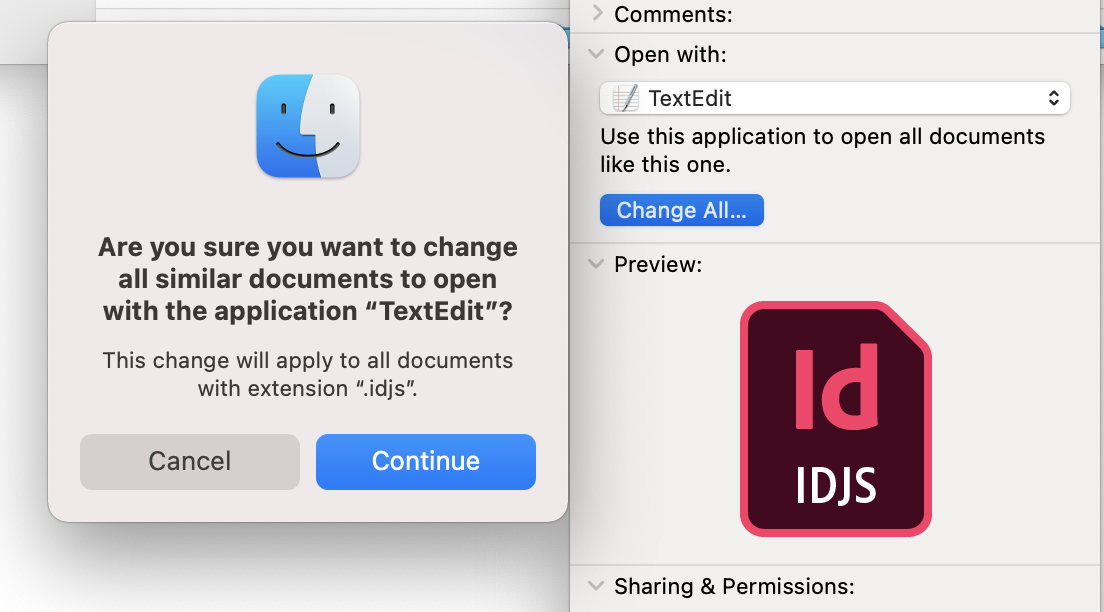 Are you sure you want to change
all similar documents to open
with the application “TextEdit”?
This change will apply to all documents
with extension “.idjs”.
Cancel
Continue
Comments:
Open with:
TextEdit
Use this application to open all documents
like this one.
Change All...
Preview:
Id
IDJS
Sharing & Permissions: